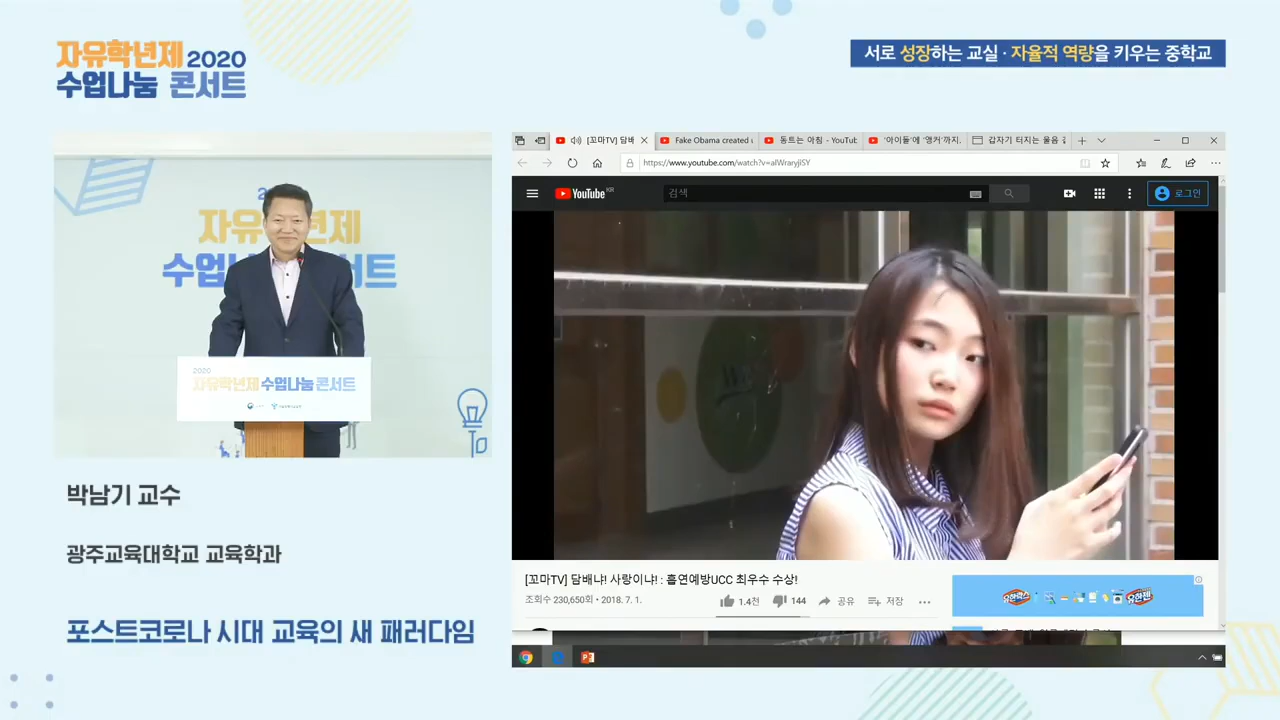 자유학년제 2020
수업나눔 콘서트
서로 성장하는 교실 · 자율적 역량을 키우는 중학교
자유학년제
수업나눔 콘서트
2020
자유학년제 수업나눔 콘서트
박남기 교수
광주교육대학교 교육학과
포스트코로나 시대 교육의 새 패러다임
[꼬마TV] 담배
Fake Obama created u
동트는 아침 - YouTub
'아이돌'에 '앵커'까지.
갑자기 터지는 울음
https://www.youtube.com/watch?v=alWraryjlSY
YouTube KR
검색
로그인
[꼬마TV] 담배냐! 사랑이냐! : 흡연예방UCC 최우수 수상!
조회수 230,650회 • 2018. 7. 1.
1.4천
144
공유
저장
유한락스
유한젠